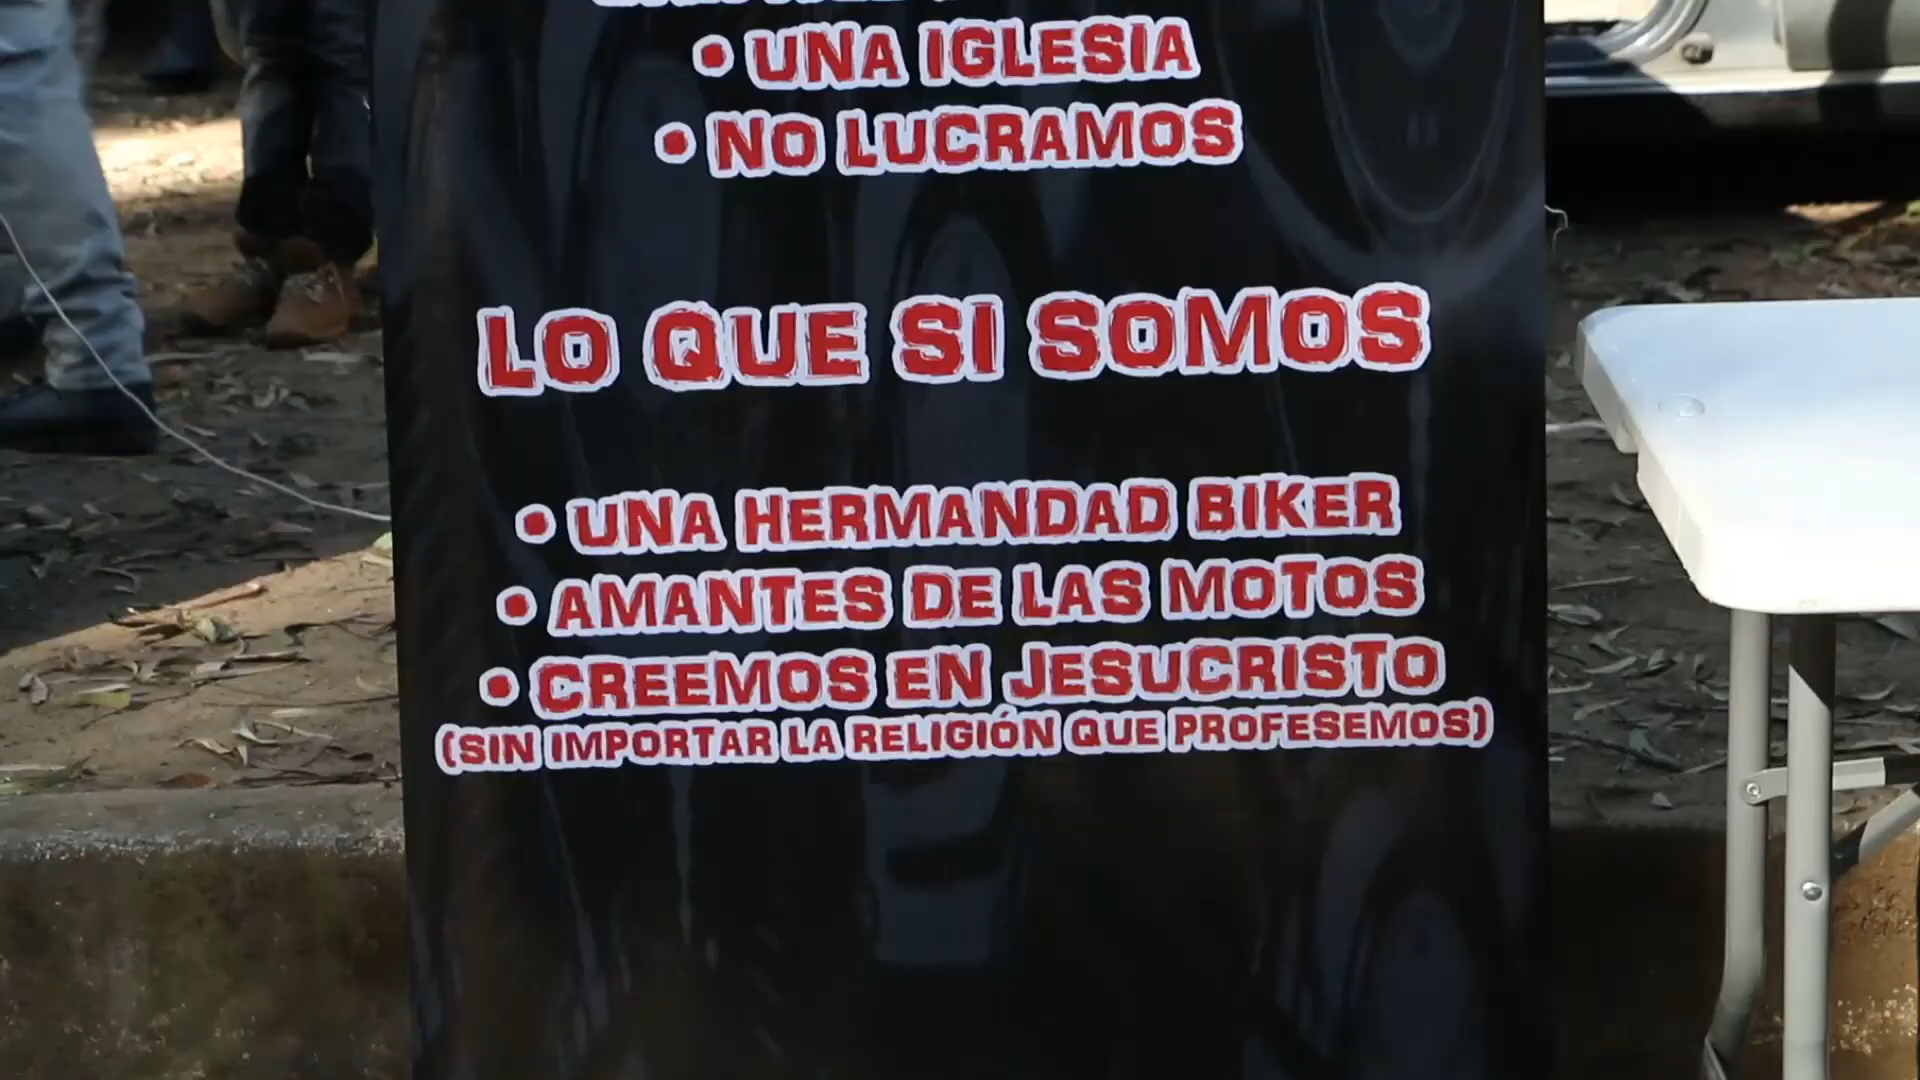 • UNA IGLESIA
• NO LUCRAMOS
LO QUE SI SOMOS
• UNA HERMANDAD BIKER
• AMANTES DE LAS MOTOS
• CREEMOS EN JESUCRISTO
(SIN IMPORTAR LA RELIGIÓN QUE PROFESEMOS)